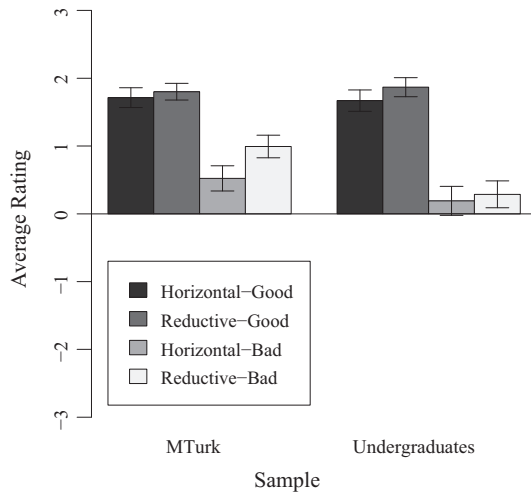 3
2
1
0
−1
−2
−3
Average Rating
Horizontal−Good
Reductive−Good
Horizontal−Bad
Reductive−Bad
MTurk
Undergraduates
Sample